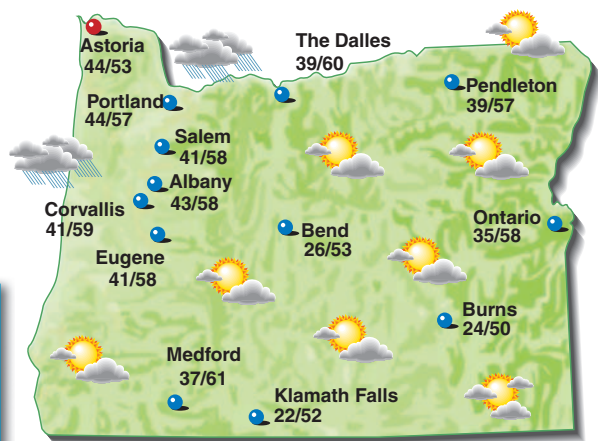 Astoria
44/53
The Dalles
39/60
Pendleton
39/57
Portland
44/57
Salem
41/58
Albany
43/58
Corvallis
41/59
Eugene
41/58
Bend
26/53
Ontario
35/58
Burns
24/50
Medford
37/61
Klamath Falls
22/52